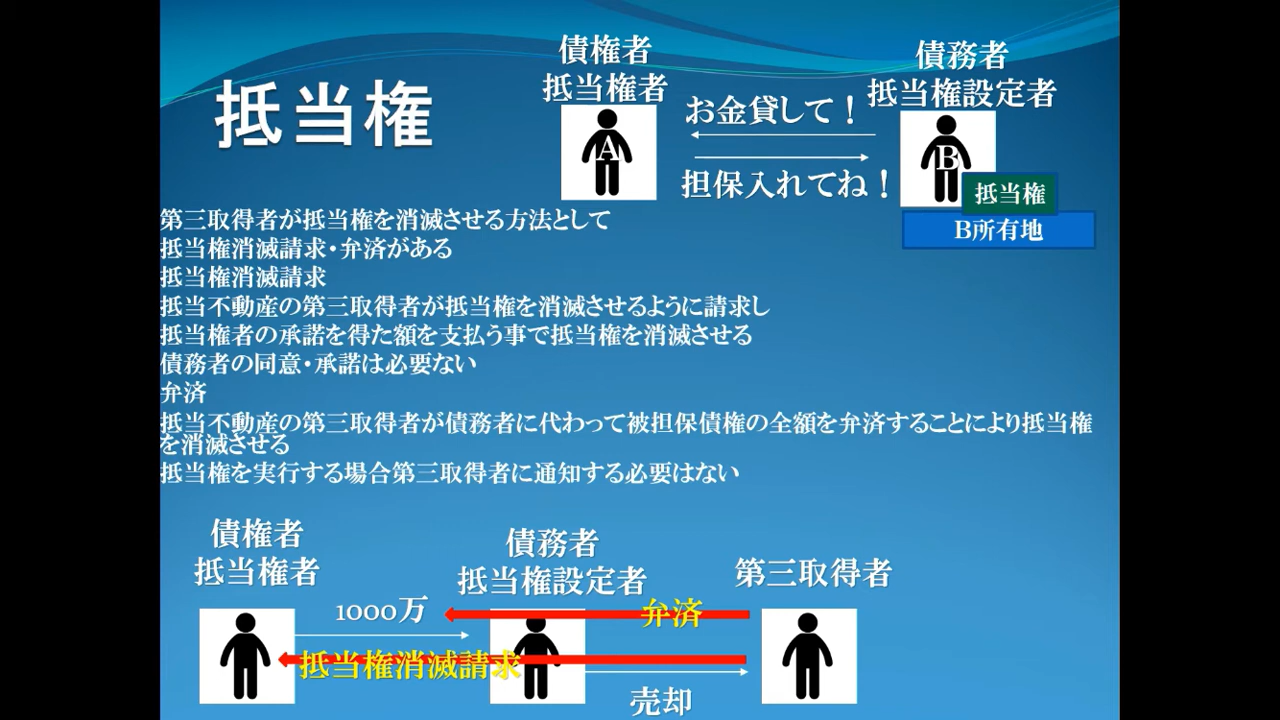 抵当権
債権者
抵当権者
A
お金貸して！
担保入れてね！
債務者
抵当権設定者
B
抵当権
B所有地
第三取得者が抵当権を消滅させる方法として
抵当権消滅請求・弁済がある
抵当権消滅請求
抵当不動産の第三取得者が抵当権を消滅させるように請求し
抵当権者の承諾を得た額を支払う事で抵当権を消滅させる
債務者の同意・承諾は必要ない
弁済
抵当不動産の第三取得者が債務者に代わって被担保債権の全額を弁済することにより抵当権
を消滅させる
抵当権を実行する場合第三取得者に通知する必要はない
債権者
抵当権者
1000万
債務者
抵当権設定者
第三取得者
弁済
抵当権消滅請求
売却